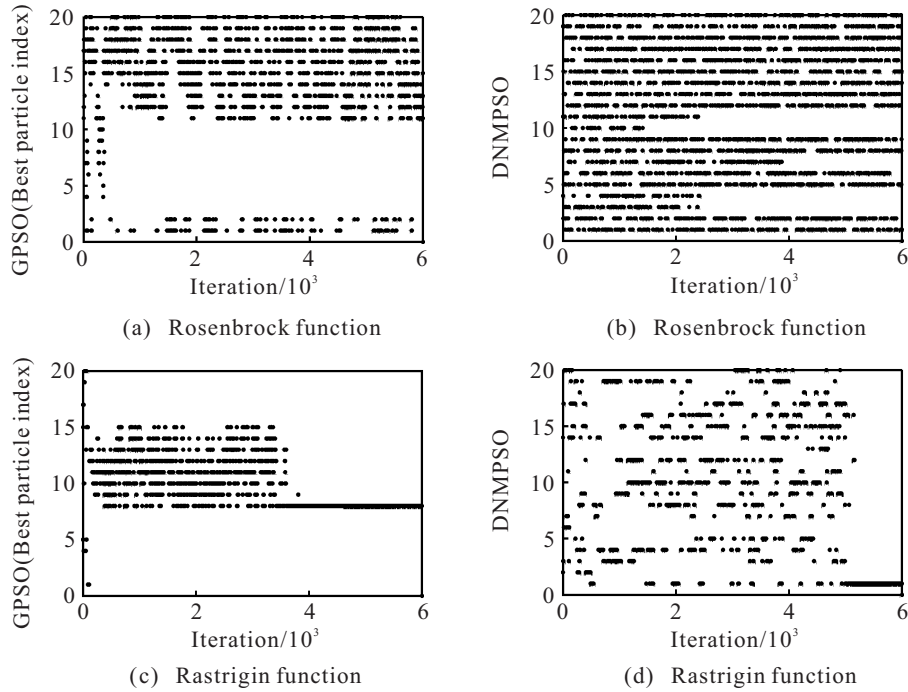 GPSO(Best particle index)
20
15
10
5
0
0 2 4 6
Iteration/10³
(a) Rosenbrock function
DNMPSO
20
15
10
5
0
0 2 4 6
Iteration/10³
(b) Rosenbrock function
GPSO(Best particle index)
20
15
10
5
0
0 2 4 6
Iteration/10³
(c) Rastrigin function
DNMPSO
20
15
10
5
0
0 2 4 6
Iteration/10³
(d) Rastrigin function